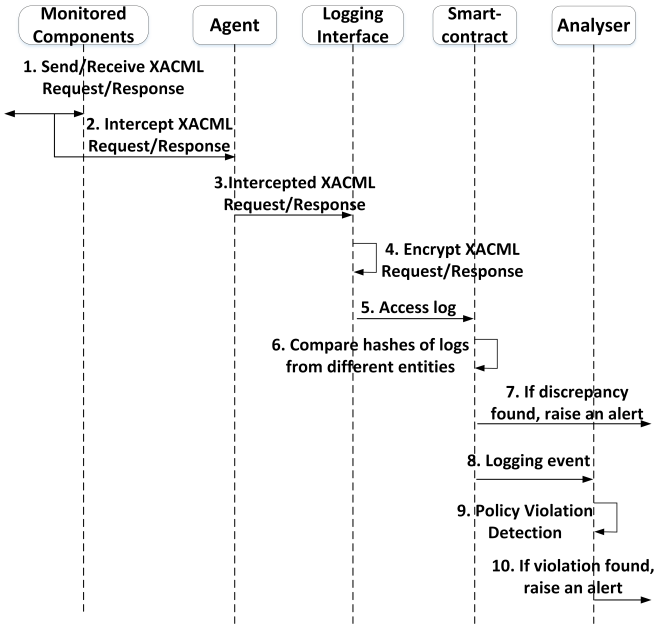 Monitored
Components
Agent
Logging
Interface
Smart-
contract
Analyser
1. Send/Receive XACML
Request/Response
2. Intercept XACML
Request/Response
3.Intercepted XACML
Request/Response
4. Encrypt XACML
Request/Response
5. Access log
6. Compare hashes of logs
from different entities
7. If discrepancy
found, raise an alert
8. Logging event
9. Policy Violation
Detection
10. If violation found,
raise an alert